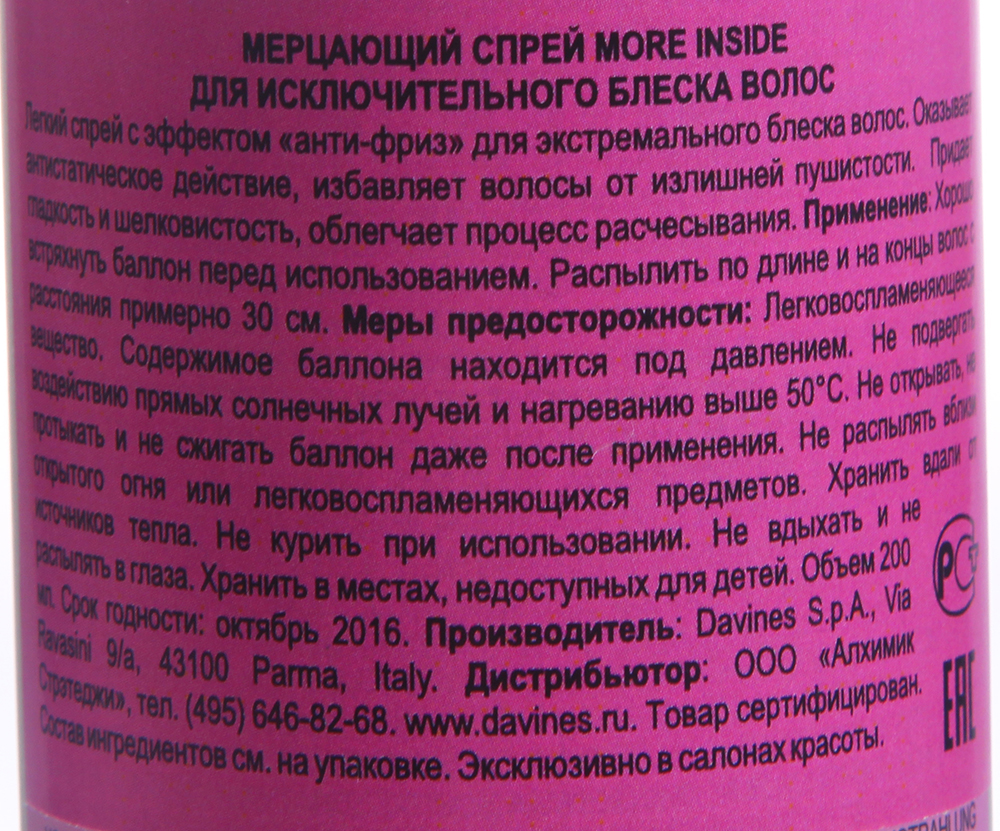 МЕРЦАЮЩИЙ СПРЕЙ MORE INSIDE
ДЛЯ ИСКЛЮЧИТЕЛЬНОГО БЛЕСКА ВОЛОС
Легкий спрей с эффектом «анти-фриз» для экстремального блеска волос. Оказывает
антистатическое действие, избавляет волосы от излишней пушистости. Придает
гладкость и шелковистость, облегчает процесс расчесывания. Применение: Хорошо
встряхнуть баллон перед использованием. Распылить по длине и на концы волос с
расстояния примерно 30 см. Меры предосторожности: Легковоспламеняющееся
вещество. Содержимое баллона находится под давлением. Не подвергать
воздействию прямых солнечных лучей и нагреванию выше 50°C. Не открывать, не
протыкать и не сжигать баллон даже после применения. Не распылять вблизи
открытого огня или легковоспламеняющихся предметов. Хранить вдали от
источников тепла. Не курить при использовании. Не вдыхать и не
распылять в глаза. Хранить в местах, недоступных для детей. Объем 200
мл. Срок годности: октябрь 2016. Производитель: Davines S.p.A., Via
Ravasini 9/a, 43100 Parma, Italy. Дистрибьютор: ООО «Алхимик
Стратеджи», тел. (495) 646-82-68. www.davines.ru. Товар сертифицирован.
Состав ингредиентов см. на упаковке. Эксклюзивно в салонах красоты.
РСТ
EAC